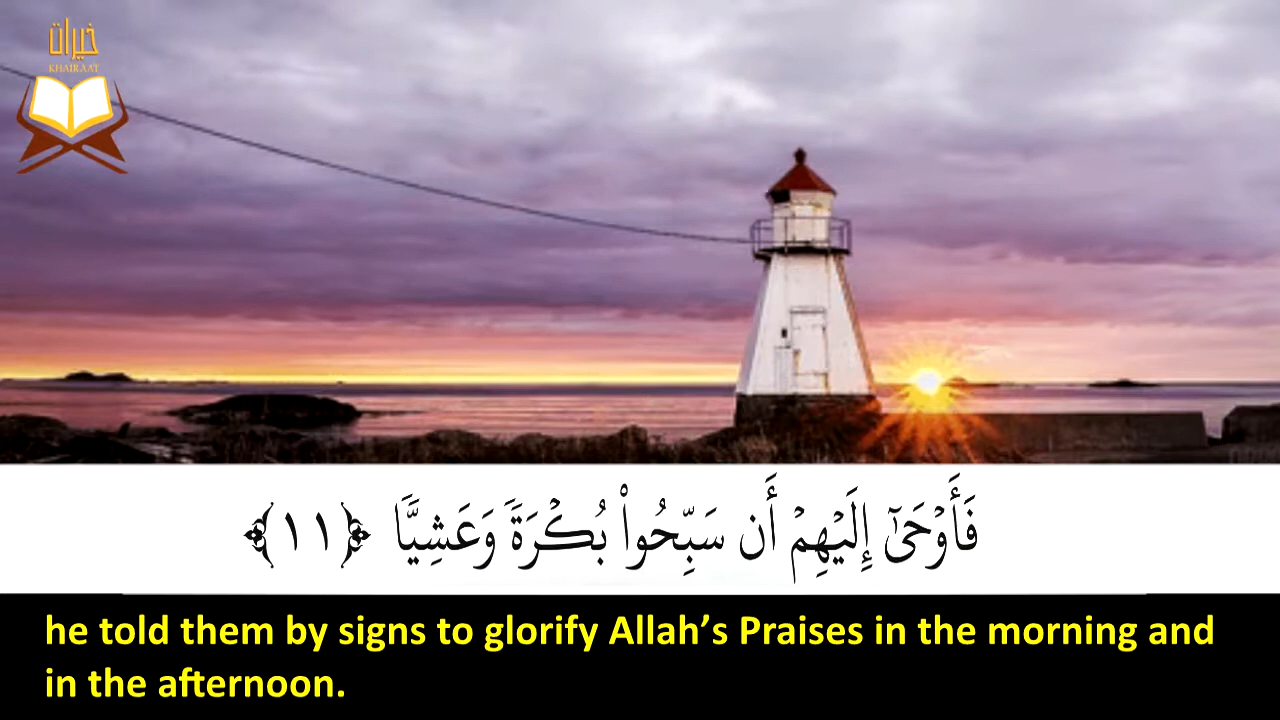 خيرات
KHAIRAAT
فَأَوۡحَىٰٓ إِلَيۡهِمۡ أَن سَبِّحُواْ بُكۡرَةٗ وَعَشِيّٗا ﴿١١﴾
he told them by signs to glorify Allah’s Praises in the morning and
in the afternoon.